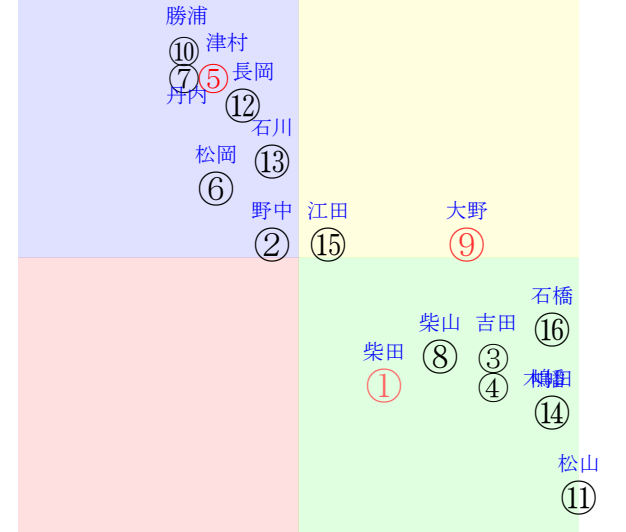 勝浦
⑩ 津村
⑦ ⑤ 長岡
丹内 ⑫
石川
松岡 ⑬
⑥
野中 江田 大野
② ⑮ ⑨
石橋
柴山 吉田 ⑯
柴田 ⑧ ③
① ④
⑭
松山
⑪